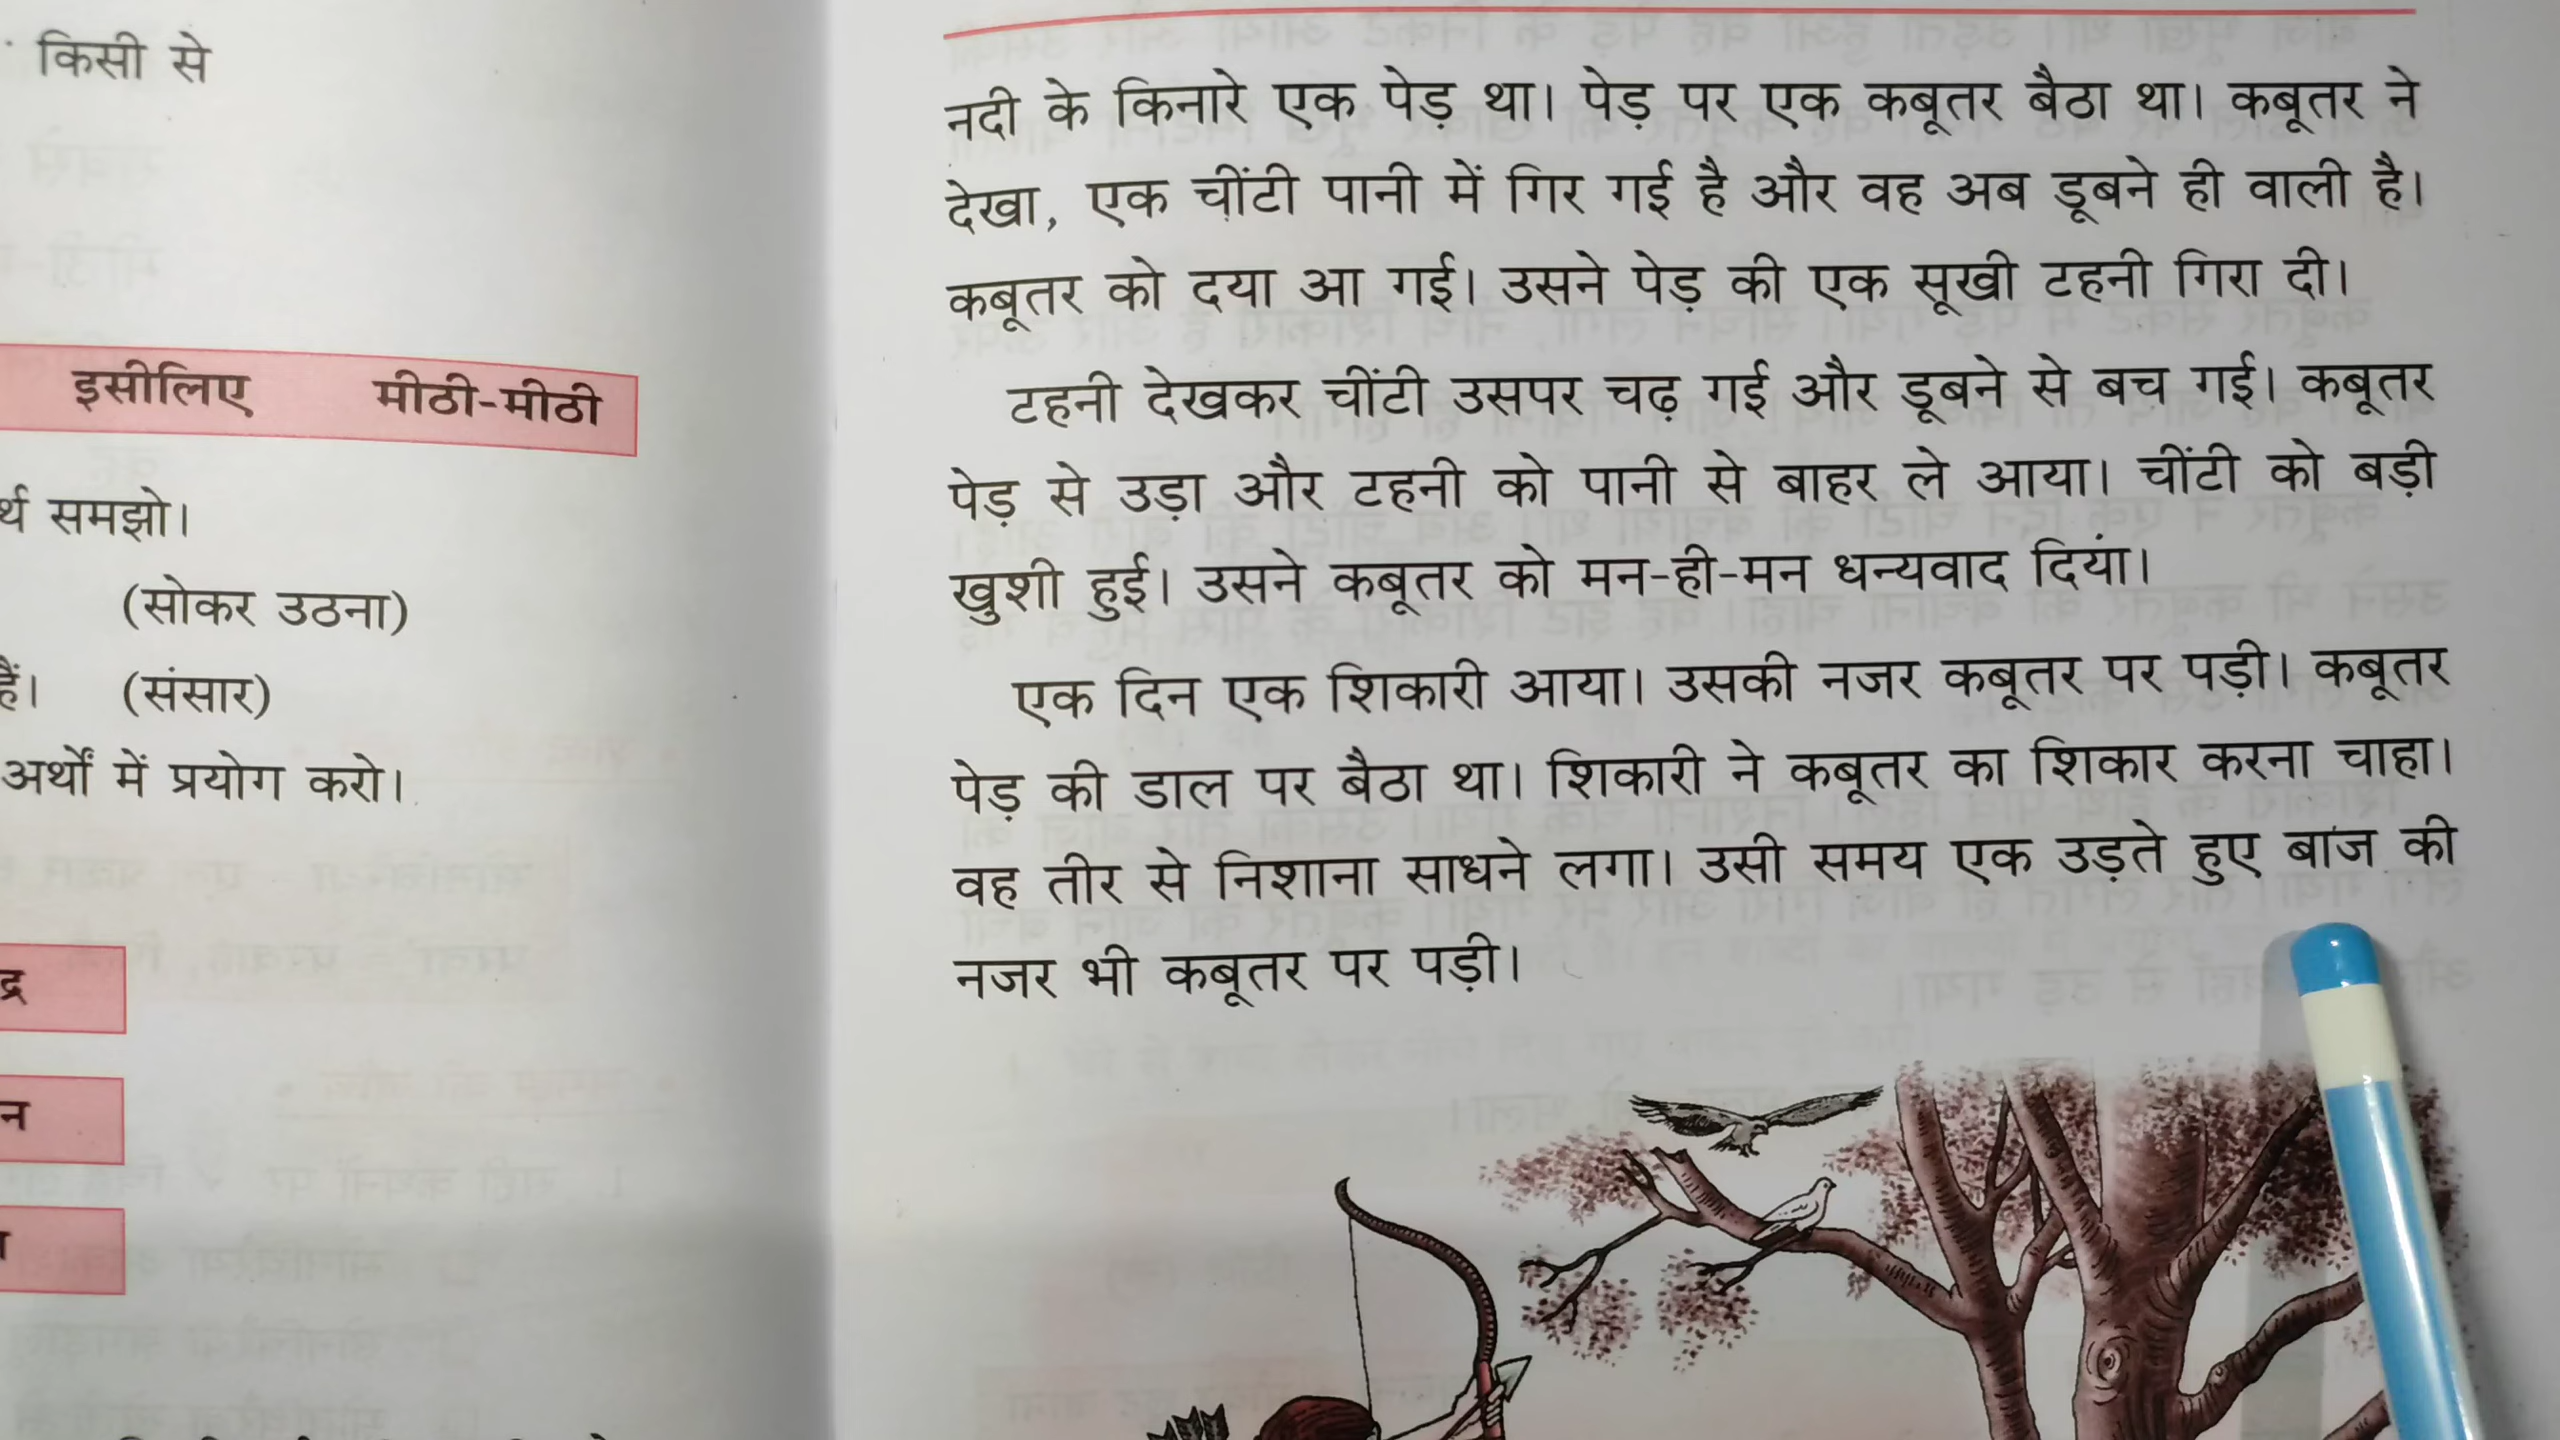 किसी से
इसीलिए मीठी-मीठी
र्थ समझो।
(सोकर उठना)
हैं। (संसार)
अर्थों में प्रयोग करो।
द्र
न
नदी के किनारे एक पेड़ था। पेड़ पर एक कबूतर बैठा था। कबूतर ने
देखा, एक चींटी पानी में गिर गई है और वह अब डूबने ही वाली है।
कबूतर को दया आ गई। उसने पेड़ की एक सूखी टहनी गिरा दी।
टहनी देखकर चींटी उसपर चढ़ गई और डूबने से बच गई। कबूतर
पेड़ से उड़ा और टहनी को पानी से बाहर ले आया। चींटी को बड़ी
खुशी हुई। उसने कबूतर को मन-ही-मन धन्यवाद दिया।
एक दिन एक शिकारी आया। उसकी नजर कबूतर पर पड़ी। कबूतर
पेड़ की डाल पर बैठा था। शिकारी ने कबूतर का शिकार करना चाहा।
वह तीर से निशाना साधने लगा। उसी समय एक उड़ते हुए बाज की
नजर भी कबूतर पर पड़ी।